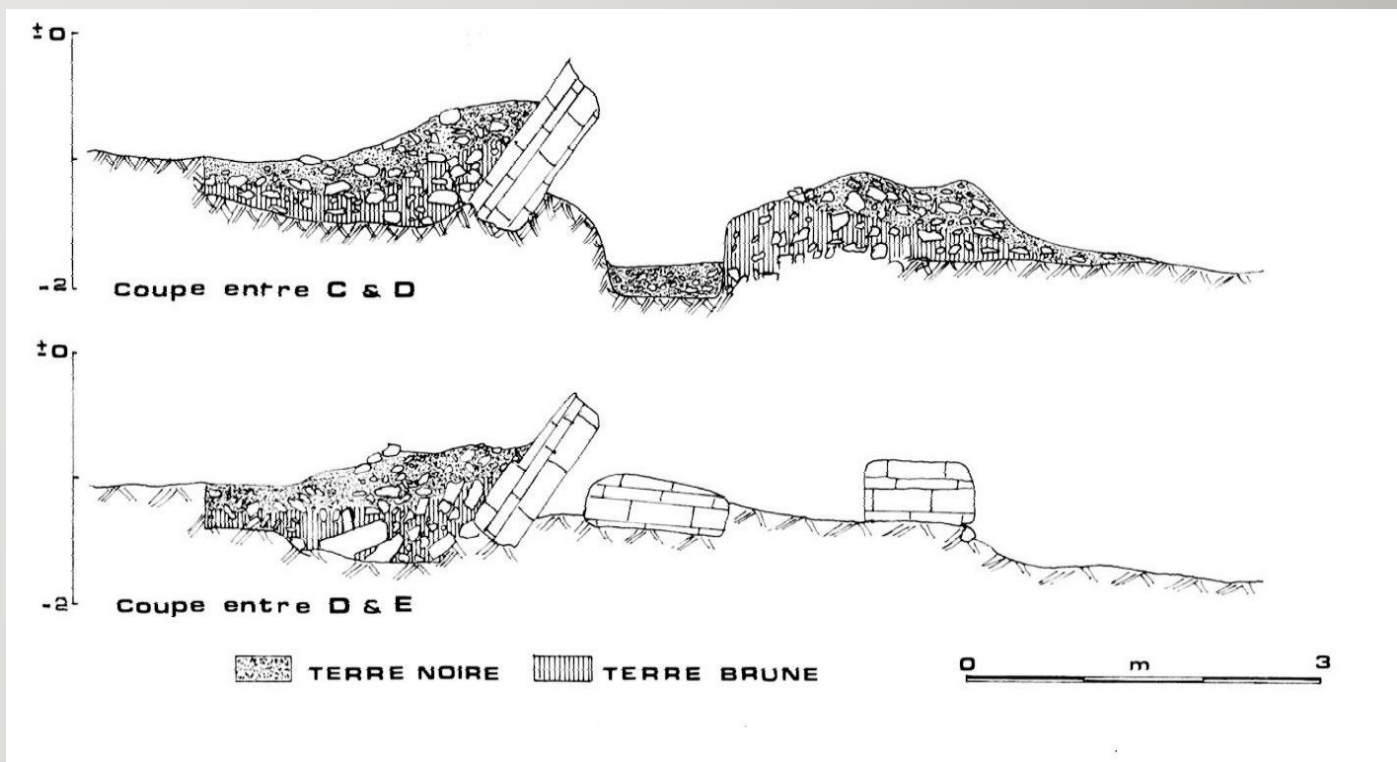 ±0
-2
Coupe entre C & D
±0
-2
Coupe entre D & E
TERRE NOIRE TERRE BRUNE
0 m 3